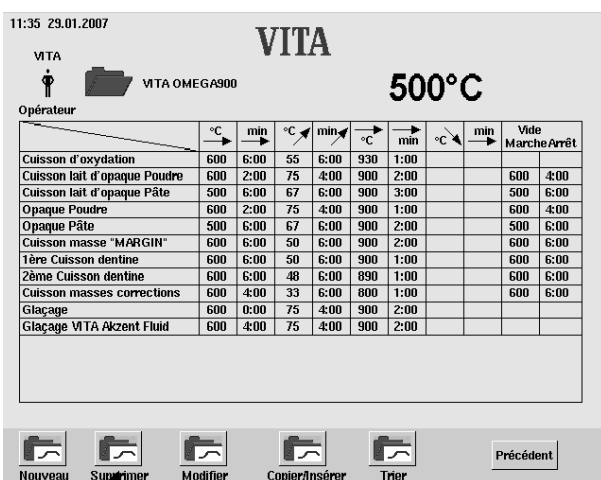 11:35 29.01.2007
VITA
VITA
VITA OMEGA900
500°C
Opérateur
°C min °C min °C min °C min Vide
Marche Arrêt
Cuisson d'oxydation 600 6:00 55 6:00 930 1:00
Cuisson lait d'opaque Poudre 600 2:00 75 4:00 900 2:00 600 4:00
Cuisson lait d'opaque Pâte 500 6:00 67 6:00 900 3:00 500 6:00
Opaque Poudre 600 2:00 75 4:00 900 1:00 600 4:00
Opaque Pâte 500 6:00 67 6:00 900 2:00 500 6:00
Cuisson masse "MARGIN" 600 6:00 50 6:00 900 2:00 600 6:00
1ère Cuisson dentine 600 6:00 50 6:00 900 1:00 600 6:00
2ème Cuisson dentine 600 6:00 48 6:00 890 1:00 600 6:00
Cuisson masses corrections 600 4:00 33 6:00 800 1:00 600 6:00
Glaçage 600 0:00 75 4:00 900 2:00
Glaçage VITA Akzent Fluid 600 4:00 75 4:00 900 2:00
Nouveau Supprimer Modifier Copier/Insérer Trier Précédent